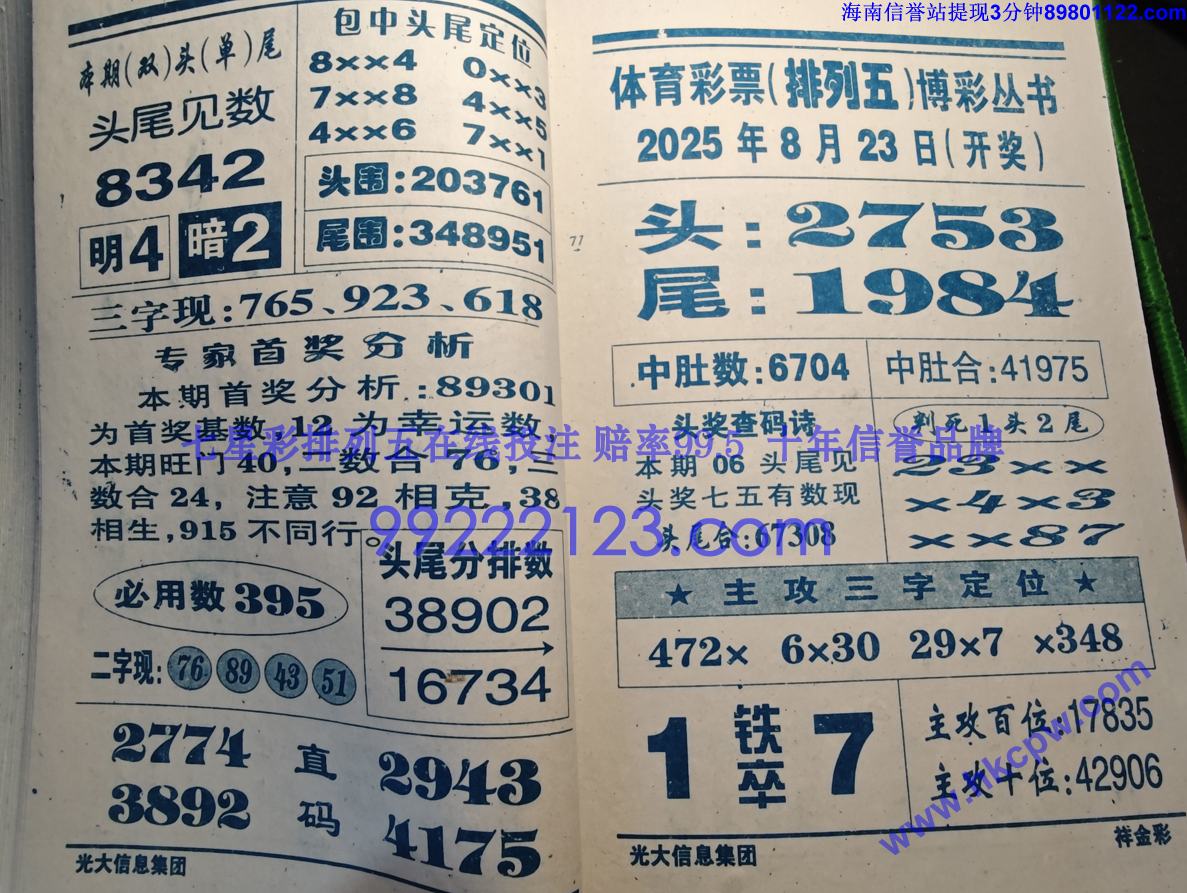 海南信誉站提现3分钟89801122.com
本期(双)头(单)尾
头尾见数
8342
明4 暗2
包中头尾定位
8××4 0××3
7××8 4××5
4××6 7××1
头围:203761
尾围:348951
三字现:765、923、618
专家首奖分析
本期首奖分析:89301
为首奖基数,12为幸运数,
本期旺门40,二数合76,三
数合24,注意92相克,38
相生,915不同行。
必用数395
二字现:76 89 43 51
头尾分排数
38902
16734
2774 直 2943
3892 码 4175
光大信息集团
77
体育彩票(排列五)博彩丛书
2025年8月23日(开奖)
头:2753
尾:1984
中肚数:6704
中肚合:41975
头奖查码诗
本期06头尾见
头奖七五有数现
头尾合:67308
判死1头2尾
23××
×4×3
××87
★主攻三字定位★
472× 6×30 29×7 ×348
1 铁卒 7
主攻百位:17835
主攻十位:42906
光大信息集团
祥金彩
七星彩排列五在线投注 赔率99.5 十年信誉品牌
99222123.com
www.hkcpw.com